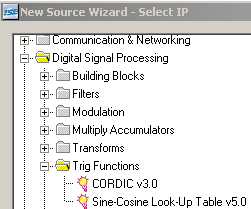 ISE
New Source Wizard - Select IP
Communication & Networking
Digital Signal Processing
Building Blocks
Filters
Modulation
Multiply Accumulators
Transforms
Trig Functions
CORDIC v3.0
Sine-Cosine Look-Up Table v5.0